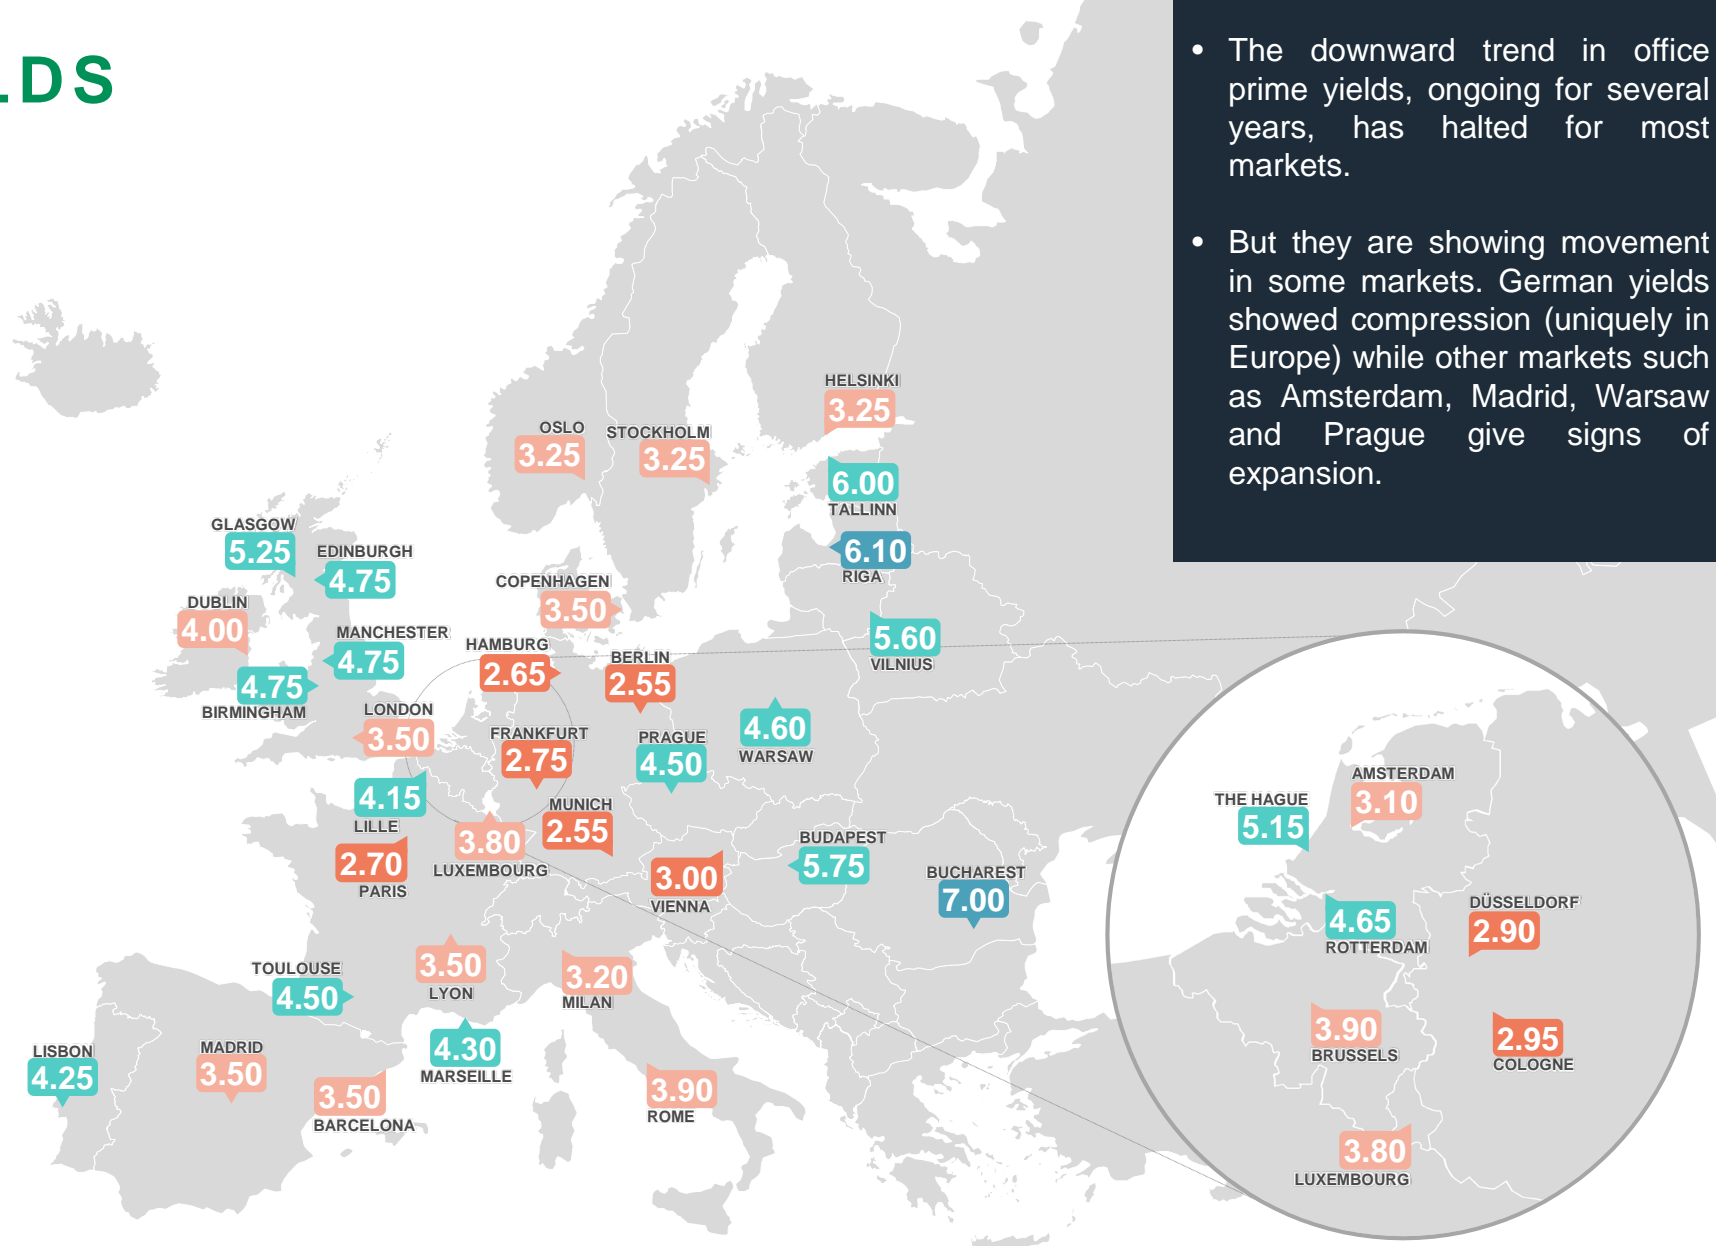 LDS
• The downward trend in office
prime yields, ongoing for several
years, has halted for most
markets.
• But they are showing movement
in some markets. German yields
showed compression (uniquely in
Europe) while other markets such
as Amsterdam, Madrid, Warsaw
and Prague give signs of
expansion.
HELSINKI
3.25
OSLO
3.25
STOCKHOLM
3.25
6.00
TALLINN
6.10
RIGA
GLASGOW
5.25
EDINBURGH
4.75
COPENHAGEN
3.50
DUBLIN
4.00
MANCHESTER
4.75
5.60
VILNIUS
HAMBURG
2.65
BERLIN
2.55
4.75
BIRMINGHAM
LONDON
3.50
FRANKFURT
2.75
PRAGUE
4.50
4.60
WARSAW
4.15
LILLE
MUNICH
2.55
3.80
LUXEMBOURG
2.70
PARIS
3.00
VIENNA
BUDAPEST
5.75
BUCHAREST
7.00
3.50
LYON
3.20
MILAN
TOULOUSE
4.50
4.30
MARSEILLE
LISBON
4.25
MADRID
3.50
3.50
BARCELONA
3.90
ROME
AMSTERDAM
3.10
THE HAGUE
5.15
4.65
ROTTERDAM
DÜSSELDORF
2.90
3.90
BRUSSELS
2.95
COLOGNE
3.80
LUXEMBOURG